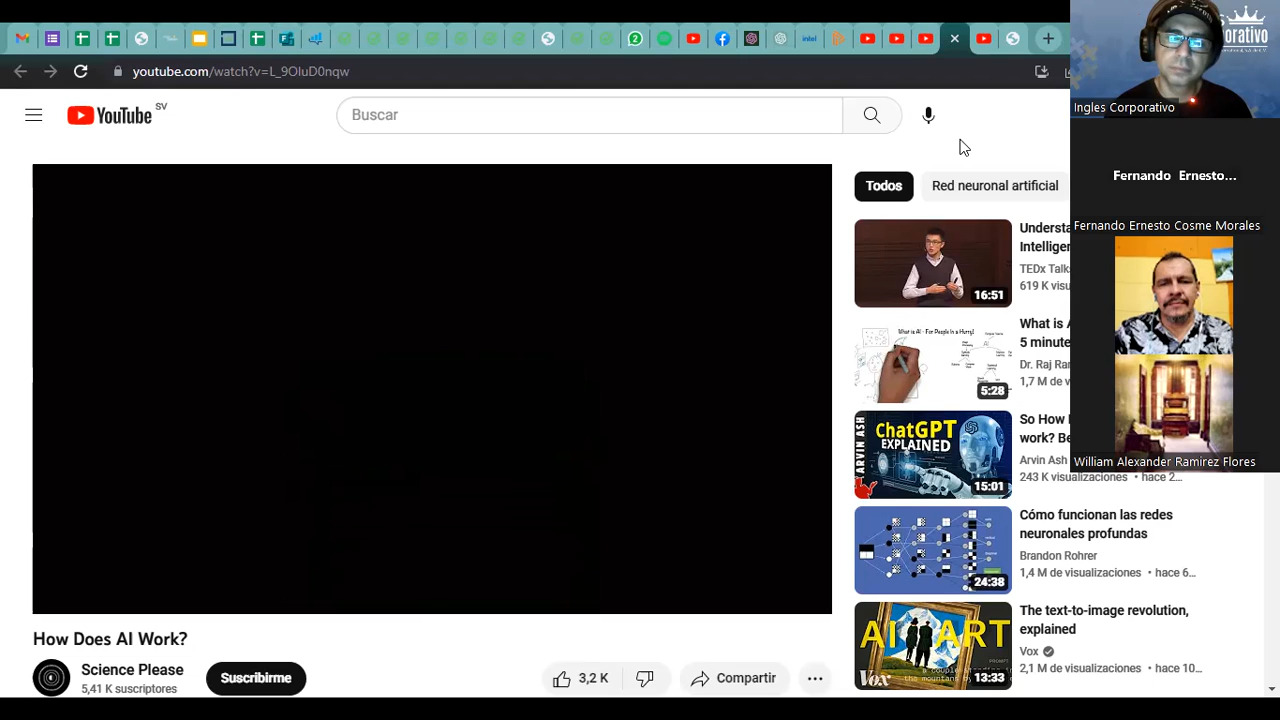 youtube.com/watch?v=L_9OluD0nqw
YouTube SV
Buscar
Todos
Red neuronal artificial
16:51
Understa
Intelligen
TEDx Talk
619 K visu
What is AI - For People In a Hurry!
5:28
What is A
5 minute
Dr. Raj Ram
1,7 M de
ARVIN ASH
ChatGPT
EXPLAINED
15:01
So How
work? Be
Arvin Ash
243 K visualizaciones • hace 2...
24:38
Cómo funcionan las redes
neuronales profundas
Brandon Rohrer
1,4 M de visualizaciones • hace 6...
AI ART
PROMPT
Vox
13:33
The text-to-image revolution,
explained
Vox
2,1 M de visualizaciones • hace 10...
How Does AI Work?
Science Please
5,41 K suscriptores
Suscribirme
3,2 K
Compartir
orativo
Ingles Corporativo
Fernando Ernesto...
Fernando Ernesto Cosme Morales
William Alexander Ramirez Flores